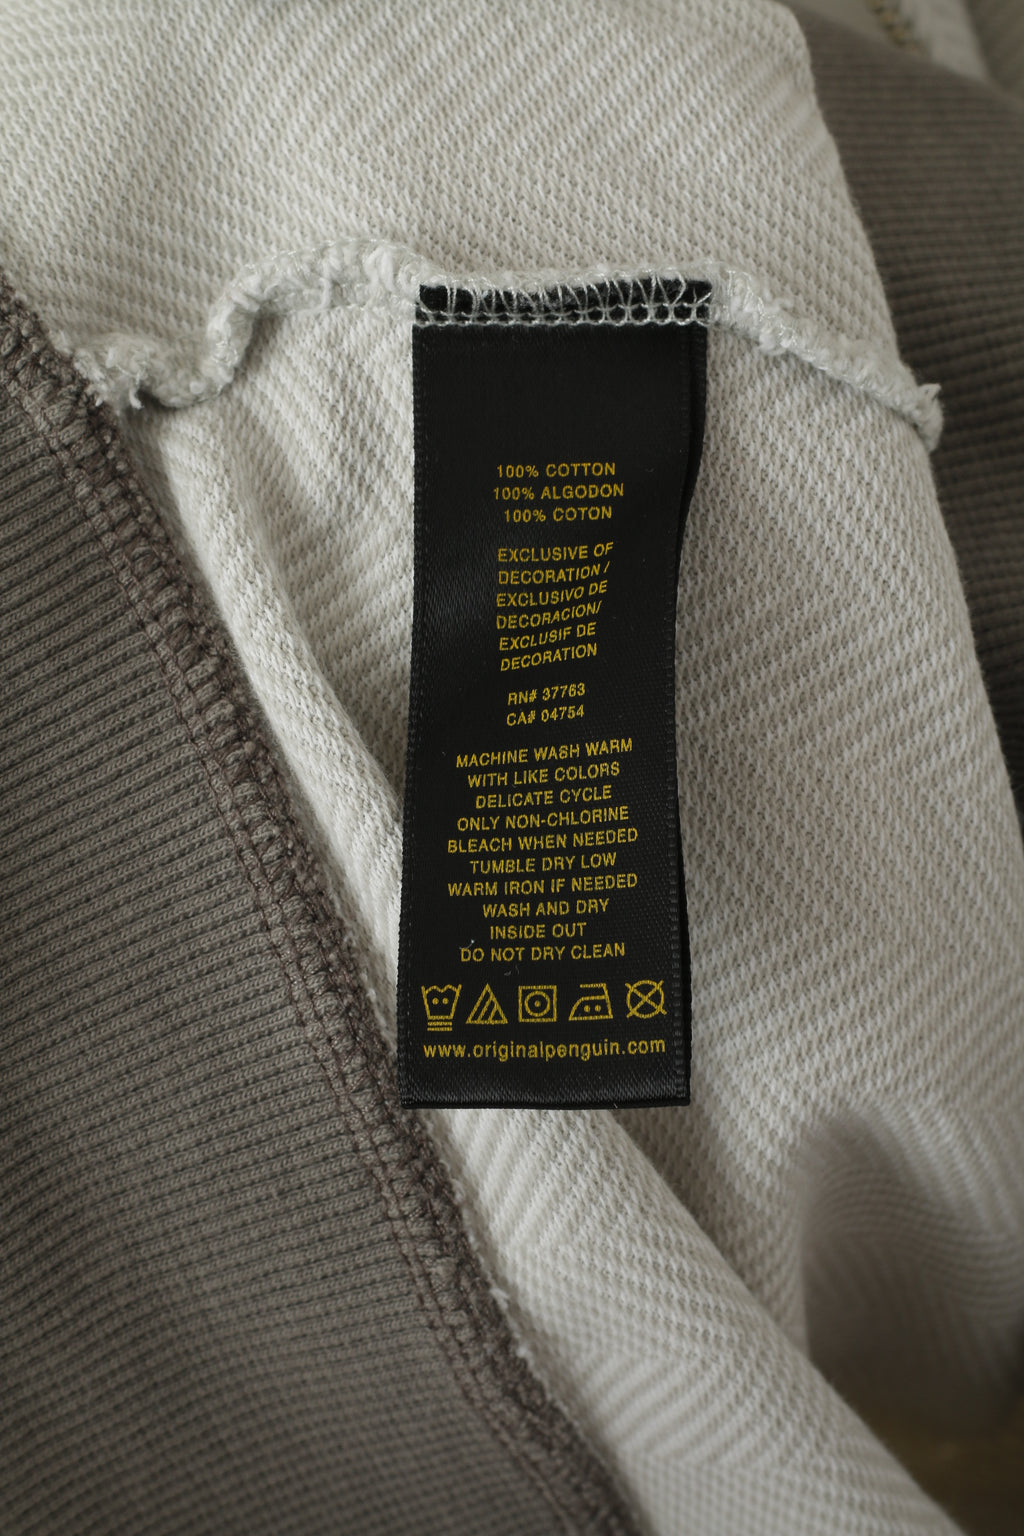 100% COTTON
100% ALGODON
100% COTON
EXCLUSIVE OF
DECORATION /
EXCLUSIVO DE
DECORACION/
EXCLUSIF DE
DECORATION
RN# 37763
CA# 04754
MACHINE WASH WARM
WITH LIKE COLORS
DELICATE CYCLE
ONLY NON-CHLORINE
BLEACH WHEN NEEDED
TUMBLE DRY LOW
WARM IRON IF NEEDED
WASH AND DRY
INSIDE OUT
DO NOT DRY CLEAN
www.originalpenguin.com